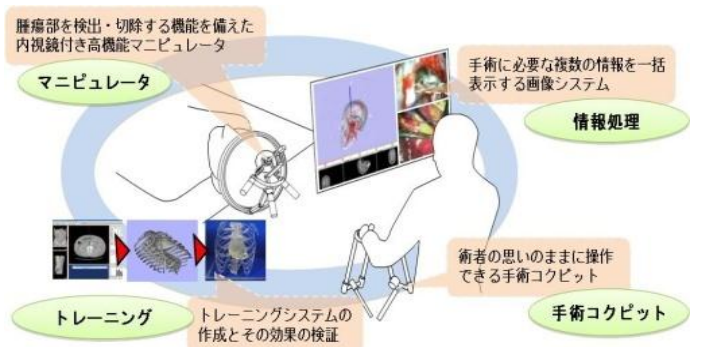 腫瘍部を検出・切除する機能を備えた
内視鏡付き高機能マニピュレータ
マニピュレータ
手術に必要な複数の情報を一括
表示する画像システム
情報処理
術者の思いのままに操作
できる手術コクピット
手術コクピット
トレーニングシステムの
作成とその効果の検証
トレーニング